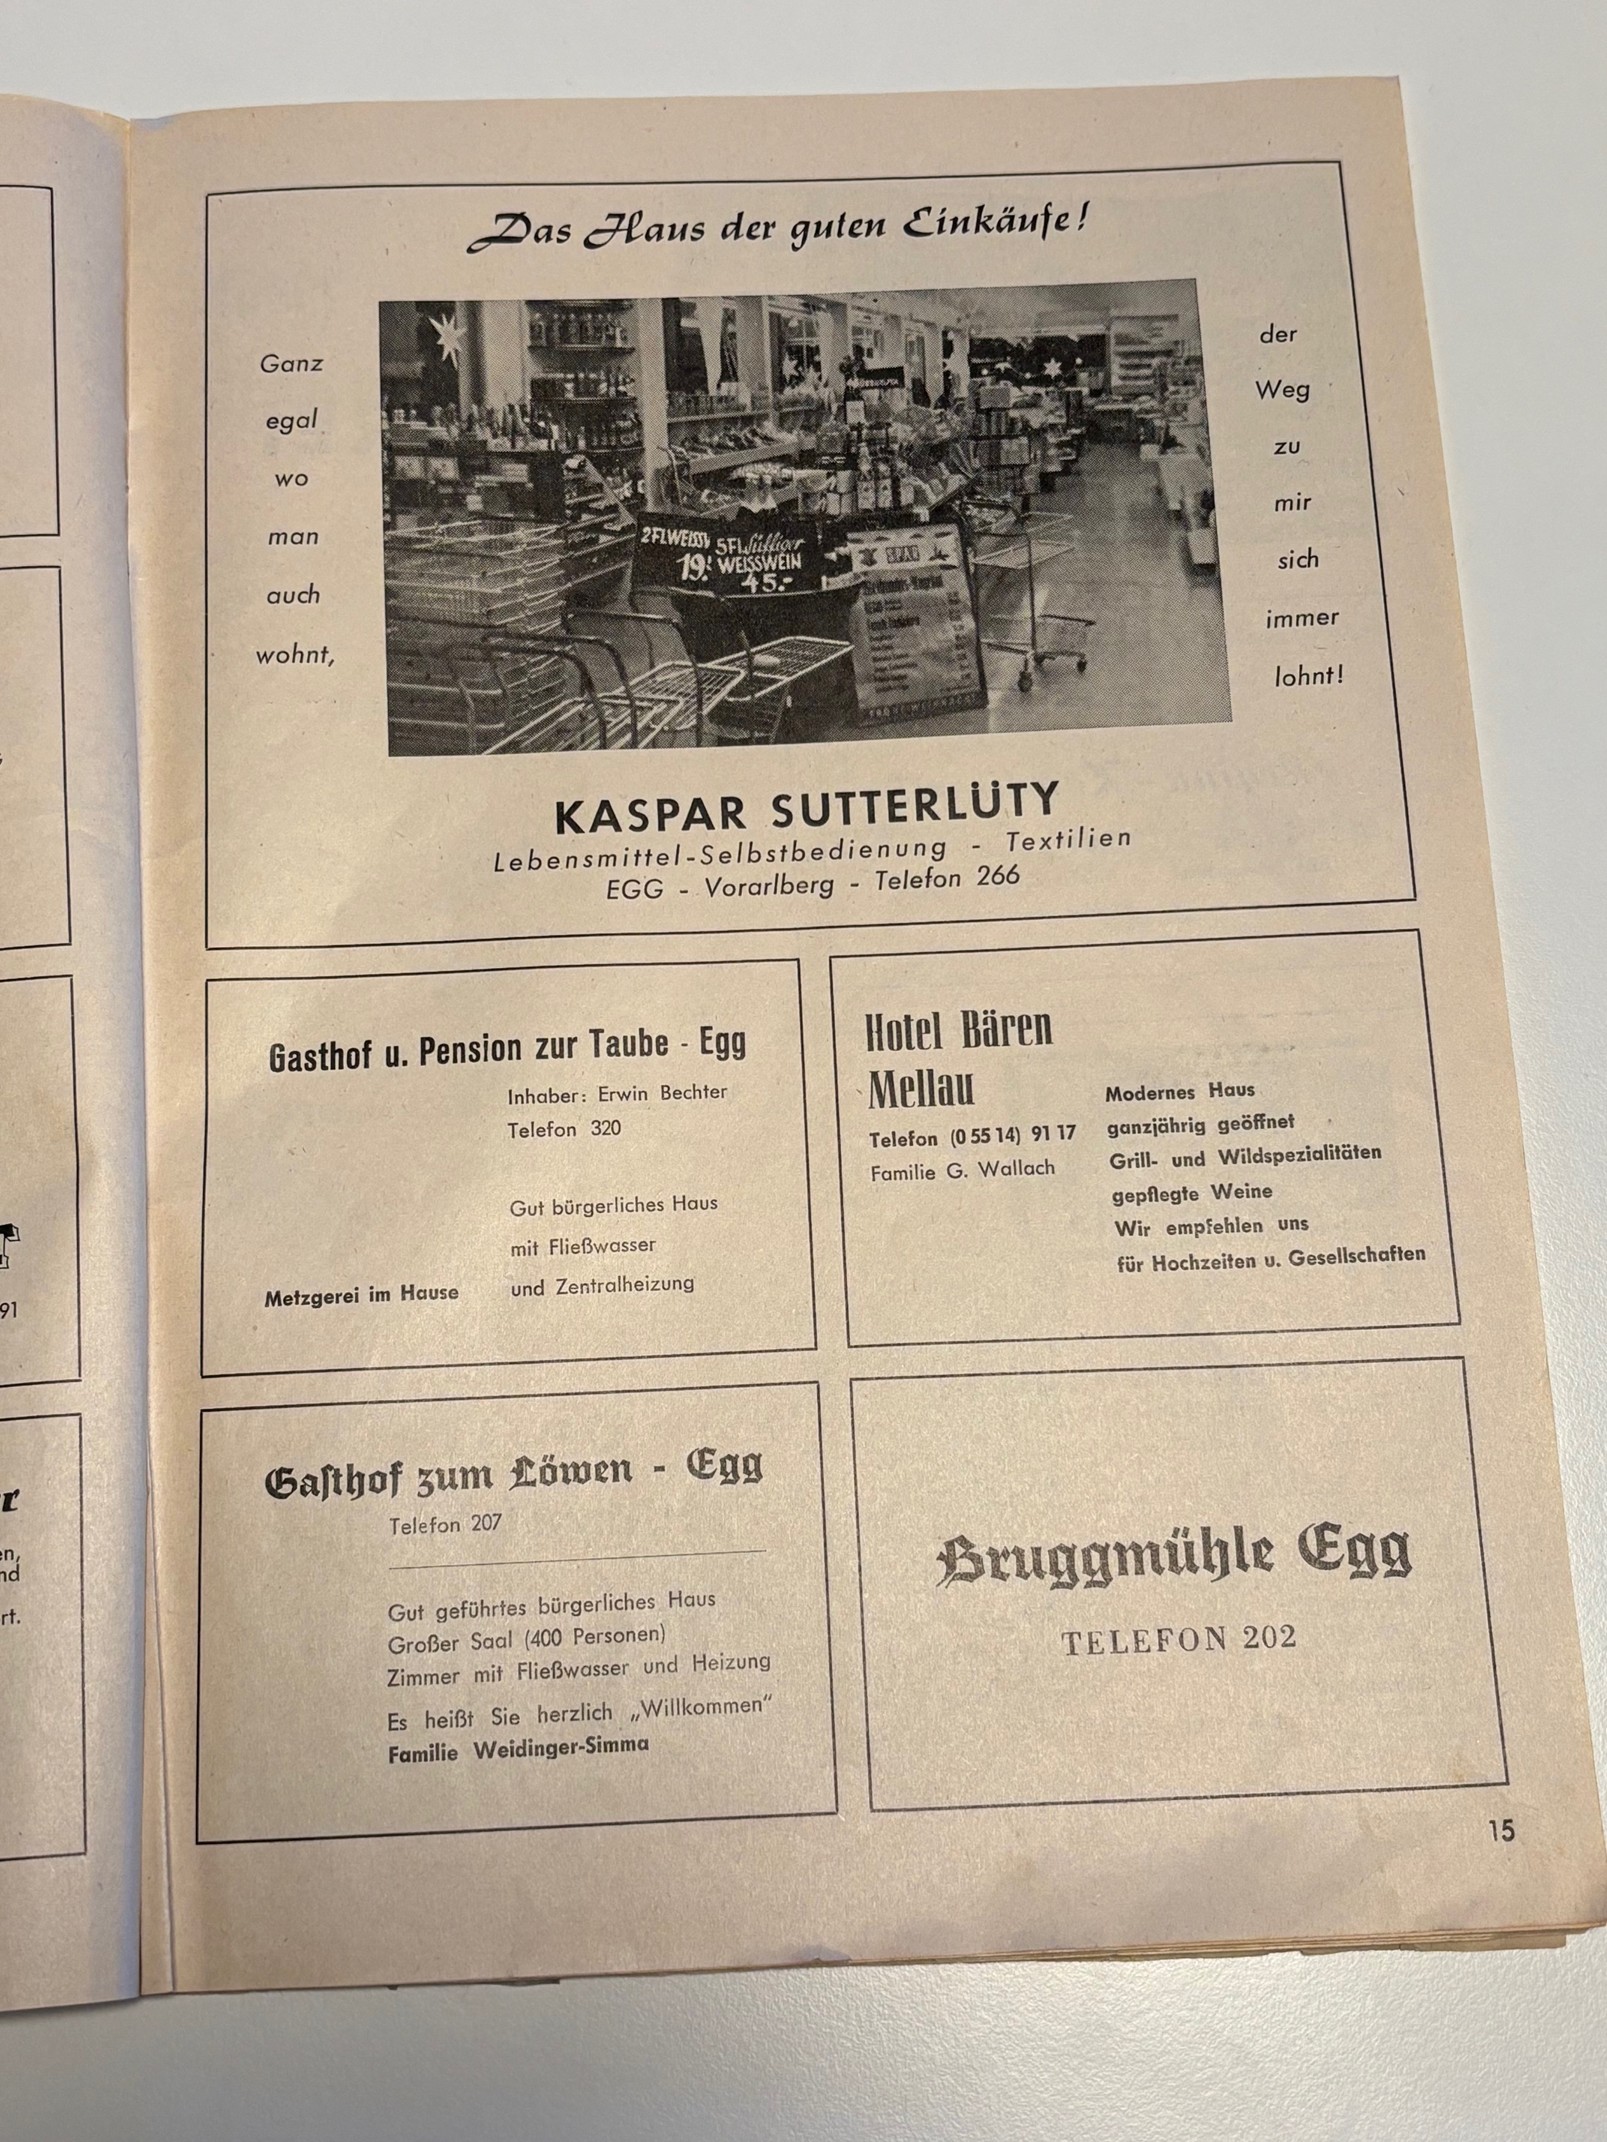 Das Haus der guten Einkäufe!
Ganz
egal
wo
man
auch
wohnt,
der
Weg
zu
mir
sich
immer
lohnt!
2 FL WEISSW
19.-
5 FL süffiger
WEISSWEIN
45.-
SPAR
KASPAR SUTTERLÜTY
Lebensmittel-Selbstbedienung - Textilien
EGG - Vorarlberg - Telefon 266
Gasthof u. Pension zur Taube - Egg
Inhaber: Erwin Bechter
Telefon 320
Gut bürgerliches Haus
mit Fließwasser
Metzgerei im Hause und Zentralheizung
Hotel Bären
Mellau
Telefon (0 55 14) 91 17
Familie G. Wallach
Modernes Haus
ganzjährig geöffnet
Grill- und Wildspezialitäten
gepflegte Weine
Wir empfehlen uns
für Hochzeiten u. Gesellschaften
Gasthof zum Löwen - Egg
Telefon 207
Gut geführtes bürgerliches Haus
Großer Saal (400 Personen)
Zimmer mit Fließwasser und Heizung
Es heißt Sie herzlich „Willkommen“
Familie Weidinger-Simma
Bruggmühle Egg
TELEFON 202
15
91
rt.